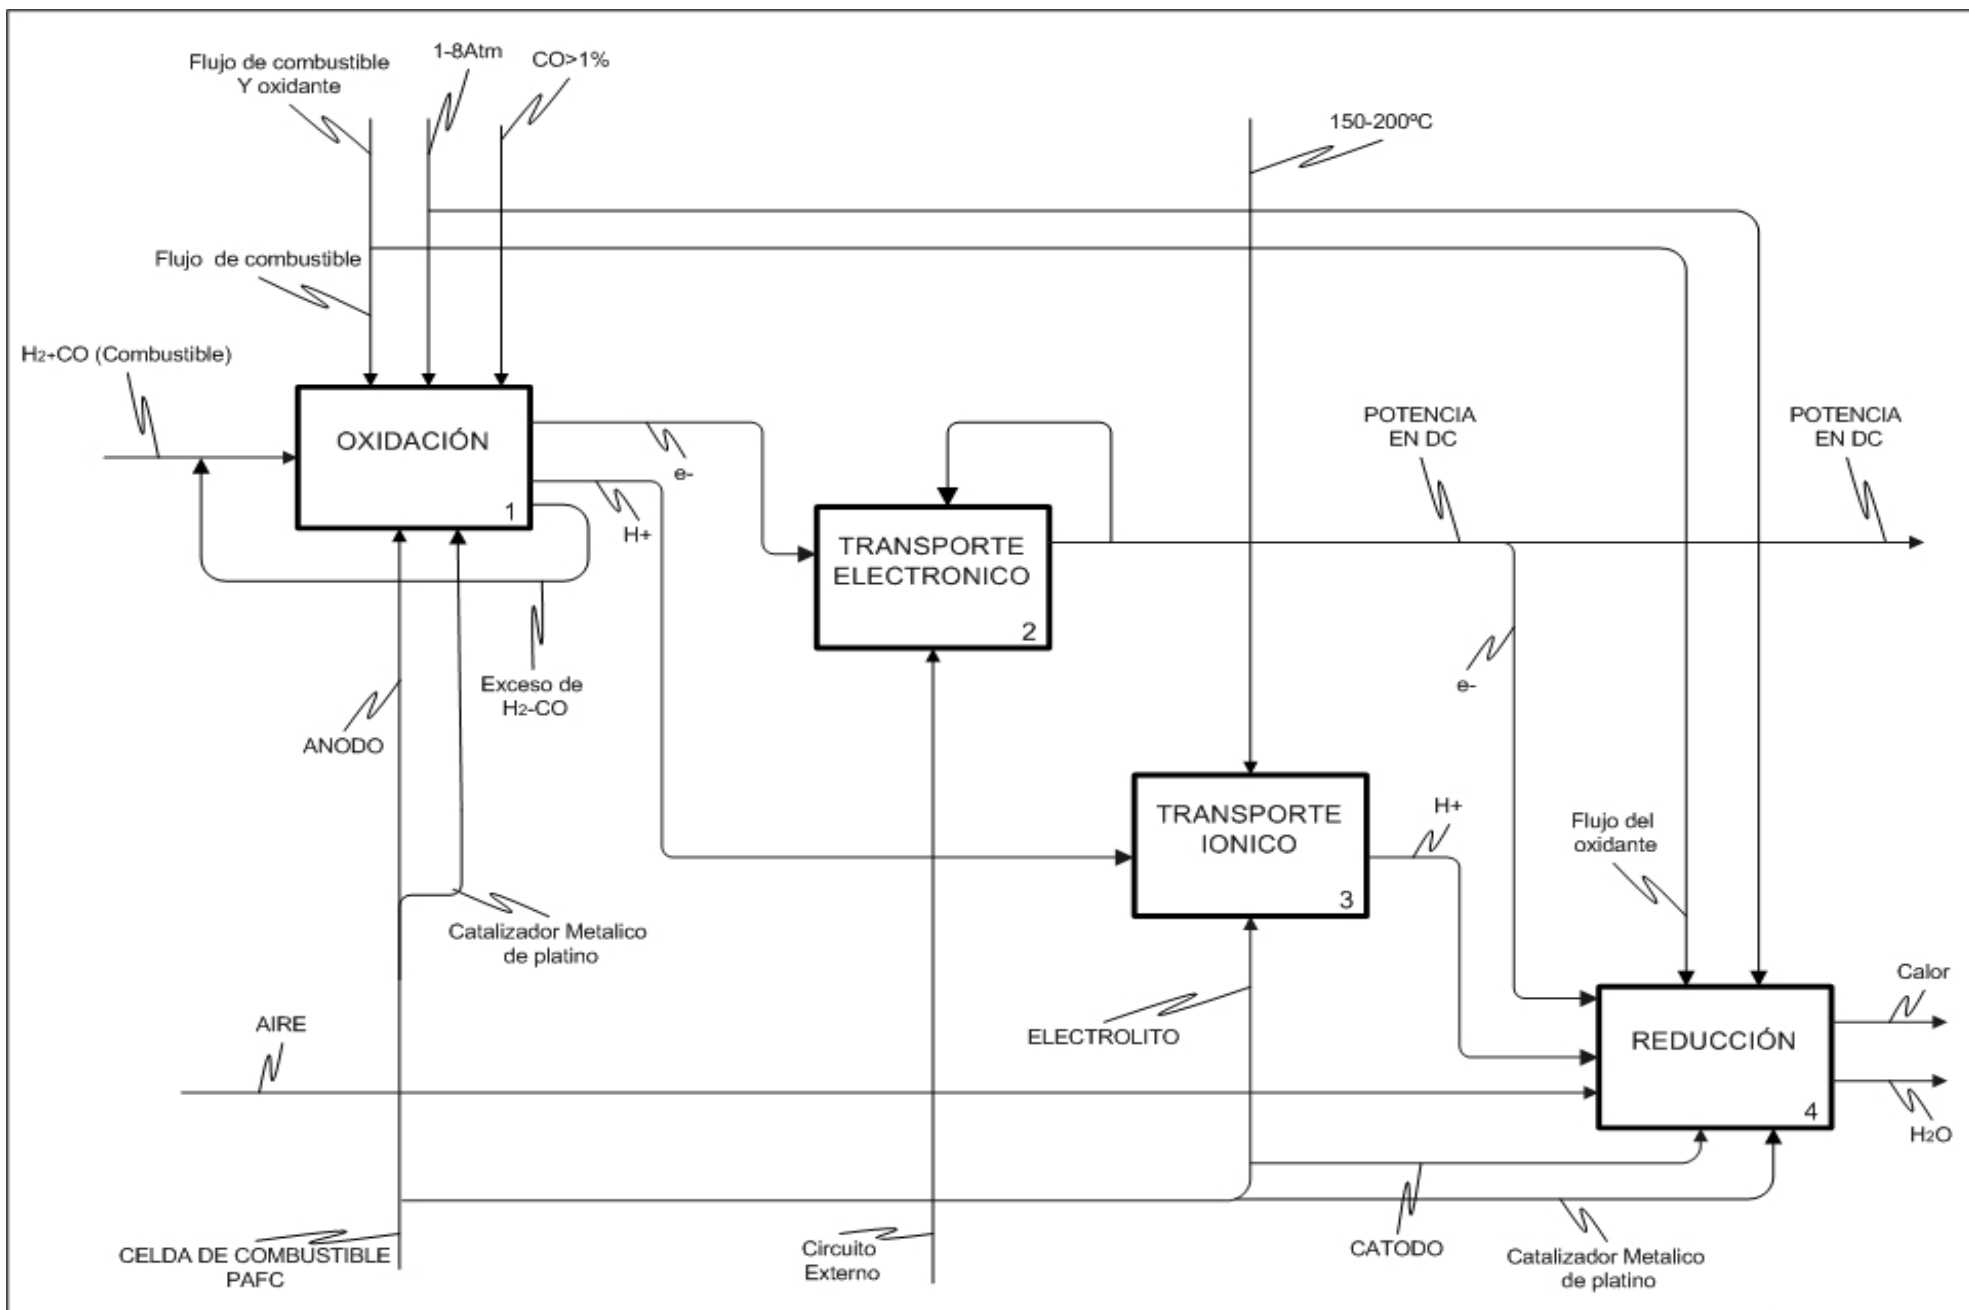 Flujo de combustible
Y oxidante
1-8Atm
CO>1%
150-200ºC
Flujo  de combustible
H2+CO (Combustible)
OXIDACIÓN
1
e-
H+
Exceso de
H2-CO
ANODO
Catalizador Metalico
de platino
TRANSPORTE
ELECTRONICO
2
POTENCIA
EN DC
POTENCIA
EN DC
e-
TRANSPORTE
IONICO
3
H+
Flujo del
oxidante
ELECTROLITO
AIRE
REDUCCIÓN
4
Calor
H2O
CELDA DE COMBUSTIBLE
PAFC
Circuito
Externo
CATODO
Catalizador Metalico
de platino